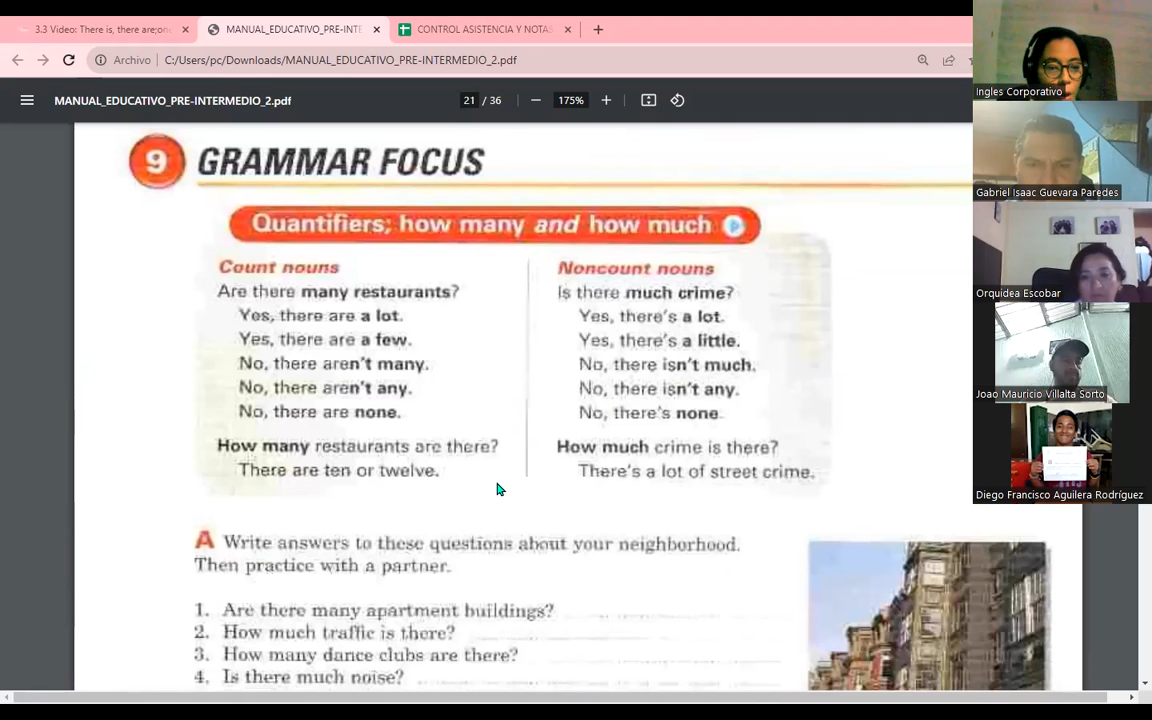 3.3 Video: There is, there are;on
MANUAL_EDUCATIVO_PRE-INTE
CONTROL ASISTENCIA Y NOTAS
Archivo
C:/Users/pc/Downloads/MANUAL_EDUCATIVO_PRE-INTERMEDIO_2.pdf
MANUAL_EDUCATIVO_PRE-INTERMEDIO_2.pdf
21 / 36
175%
9 GRAMMAR FOCUS
Quantifiers; how many and how much
Count nouns
Are there many restaurants?
Yes, there are a lot.
Yes, there are a few.
No, there aren't many.
No, there aren't any.
No, there are none.
How many restaurants are there?
There are ten or twelve.
Noncount nouns
Is there much crime?
Yes, there's a lot.
Yes, there's a little.
No, there isn't much.
No, there isn't any.
No, there's none.
How much crime is there?
There's a lot of street crime.
A Write answers to these questions about your neighborhood.
Then practice with a partner.
1. Are there many apartment buildings?
2. How much traffic is there?
3. How many dance clubs are there?
4. Is there much noise?
Ingles Corporativo
Gabriel Isaac Guevara Paredes
Orquidea Escobar
Joao Mauricio Villalta Sorto
Diego Francisco Aguilera Rodríguez